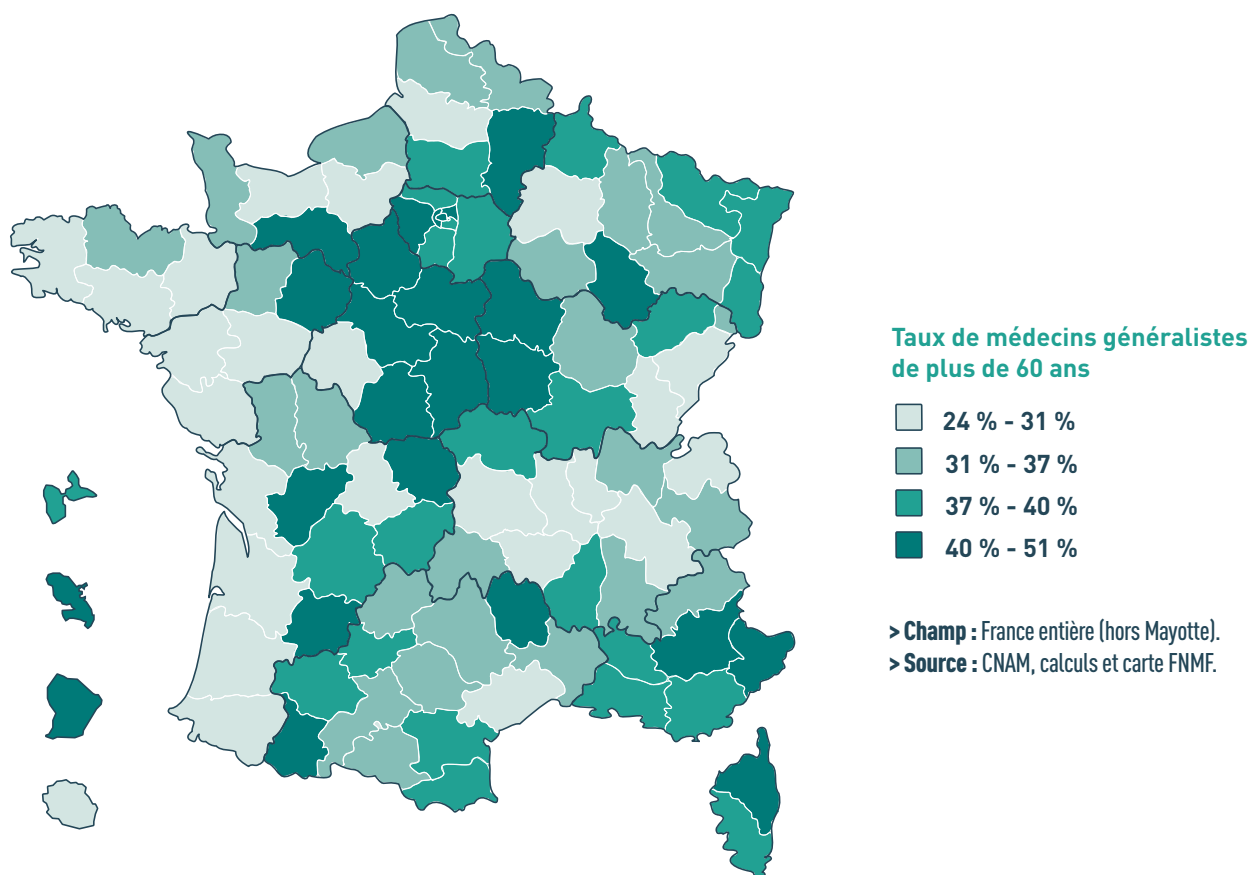 Taux de médecins généralistes
de plus de 60 ans
24 % - 31 %
31 % - 37 %
37 % - 40 %
40 % - 51 %
> Champ : France entière (hors Mayotte).
> Source : CNAM, calculs et carte FNMF.